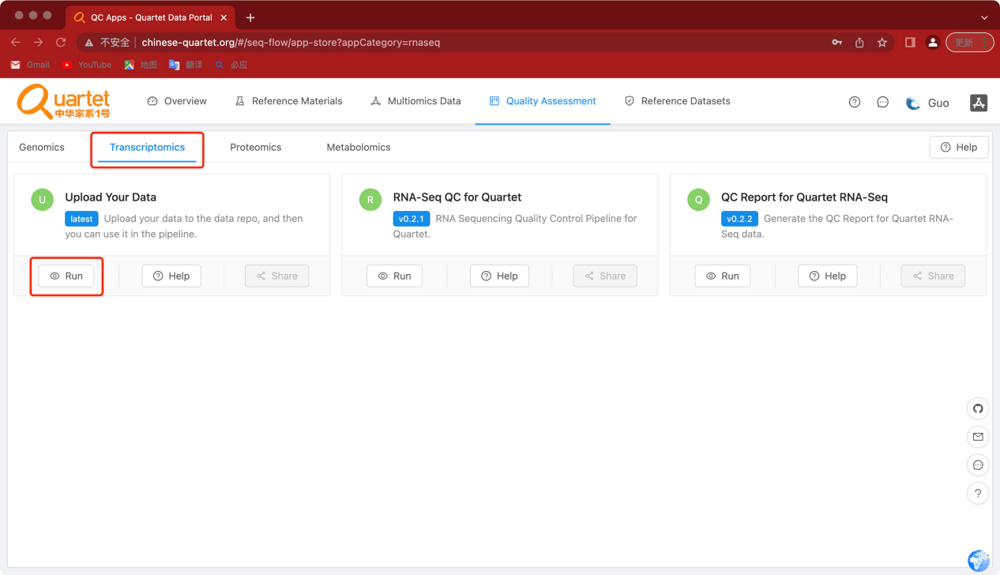 QC Apps - Quartet Data Portal
不安全 chinese-quartet.org/#/seq-flow/app-store?appCategory=rnaseq 更新
Gmail YouTube 地图 翻译 必应
Quartet Overview Reference Materials Multiomics Data Quality Assessment Reference Datasets Guo
中华家系1号
Genomics Transcriptomics Proteomics Metabolomics Help
U Upload Your Data
latest Upload your data to the data repo, and then
you can use it in the pipeline.
Run Help Share
R RNA-Seq QC for Quartet
v0.2.1 RNA Sequencing Quality Control Pipeline for
Quartet.
Run Help Share
Q QC Report for Quartet RNA-Seq
v0.2.2 Generate the QC Report for Quartet RNA-
Seq data.
Run Help Share